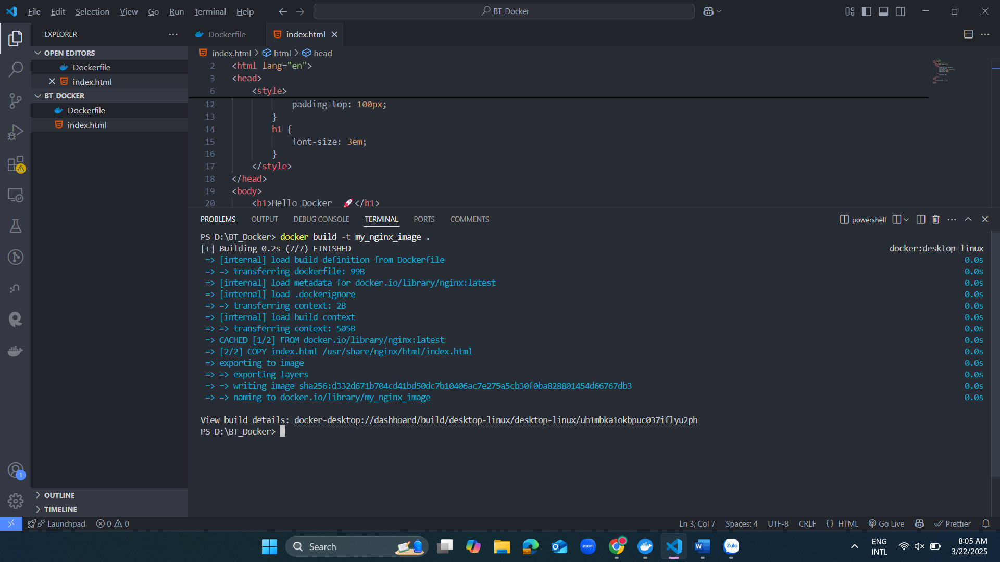 File Edit Selection View Go Run Terminal Help
BT_Docker
EXPLORER
Dockerfile
index.html
OPEN EDITORS
Dockerfile
index.html
BT_DOCKER
Dockerfile
index.html
OUTLINE
TIMELINE
index.html > html > head
2 <html lang="en">
3 <head>
6 <style>
12 padding-top: 100px;
13 }
14 h1 {
15 font-size: 3em;
16 }
17 </style>
18 </head>
19 <body>
20 <h1>Hello Docker 🚀</h1>
PROBLEMS OUTPUT DEBUG CONSOLE TERMINAL PORTS COMMENTS
powershell
PS D:\BT_Docker> docker build -t my_nginx_image .
[+] Building 0.2s (7/7) FINISHED docker:desktop-linux
=> [internal] load build definition from Dockerfile 0.0s
=> => transferring dockerfile: 99B 0.0s
=> [internal] load metadata for docker.io/library/nginx:latest 0.0s
=> [internal] load .dockerignore 0.0s
=> => transferring context: 2B 0.0s
=> [internal] load build context 0.0s
=> => transferring context: 505B 0.0s
=> CACHED [1/2] FROM docker.io/library/nginx:latest 0.0s
=> [2/2] COPY index.html /usr/share/nginx/html/index.html 0.0s
=> exporting to image 0.0s
=> => exporting layers 0.0s
=> => writing image sha256:d332d671b704cd41bd50dc7b10406ac7e275a5cb30f0ba828801454d66767db3 0.0s
=> => naming to docker.io/library/my_nginx_image 0.0s
View build details: docker-desktop://dashboard/build/desktop-linux/desktop-linux/uh1mbka1okbpuc037iflyu2ph
PS D:\BT_Docker>
1
Launchpad 0 0
Ln 3, Col 7 Spaces: 4 UTF-8 CRLF {} HTML Go Live Prettier
Search
zoom
Zalo
ENG
INTL
8:05 AM
3/22/2025